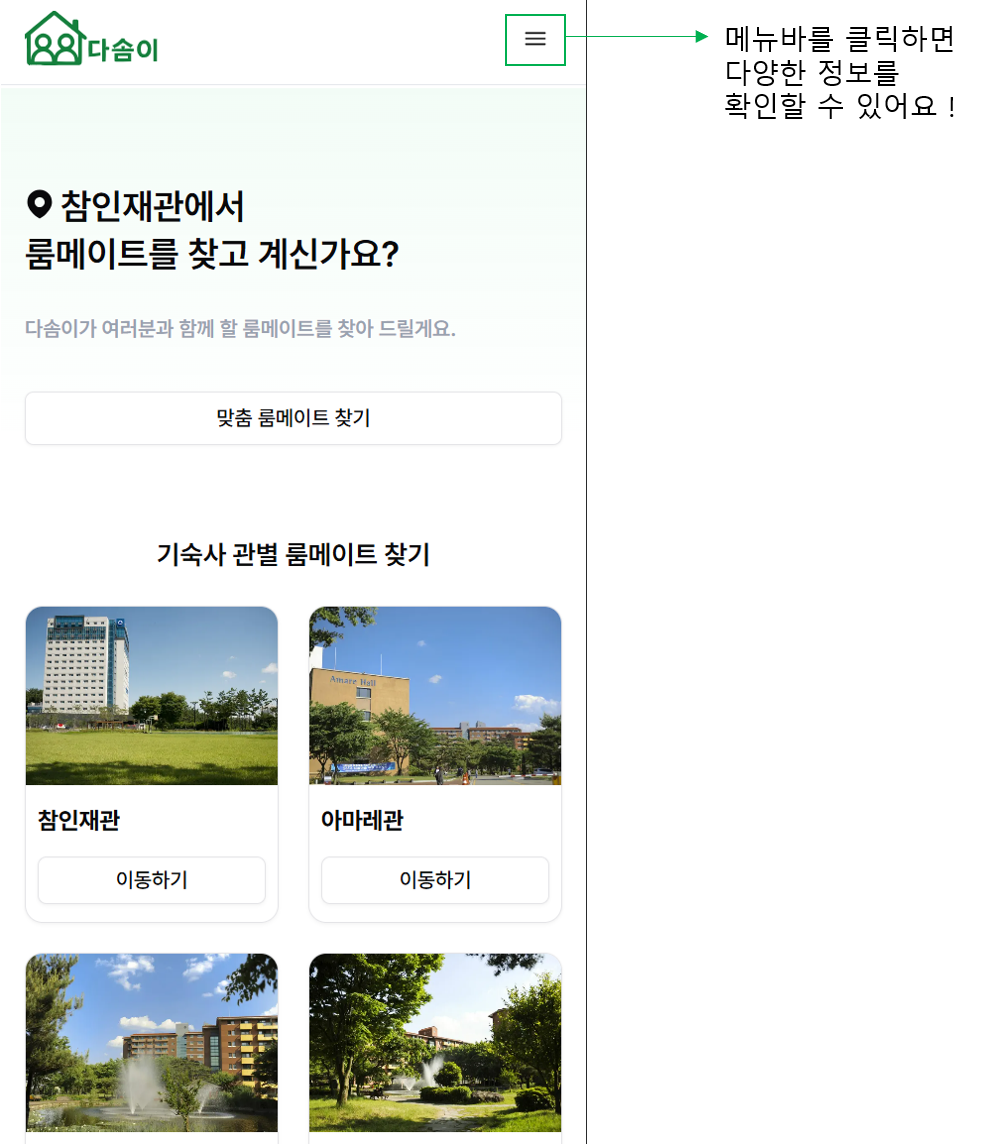 다솜이
메뉴바를 클릭하면
다양한 정보를
확인할 수 있어요 !
참인재관에서
룸메이트를 찾고 계신가요?
다솜이가 여러분과 함께 할 룸메이트를 찾아 드릴게요.
맞춤 룸메이트 찾기
기숙사 관별 룸메이트 찾기
Amare Hall
참인재관
아마레관
이동하기
이동하기